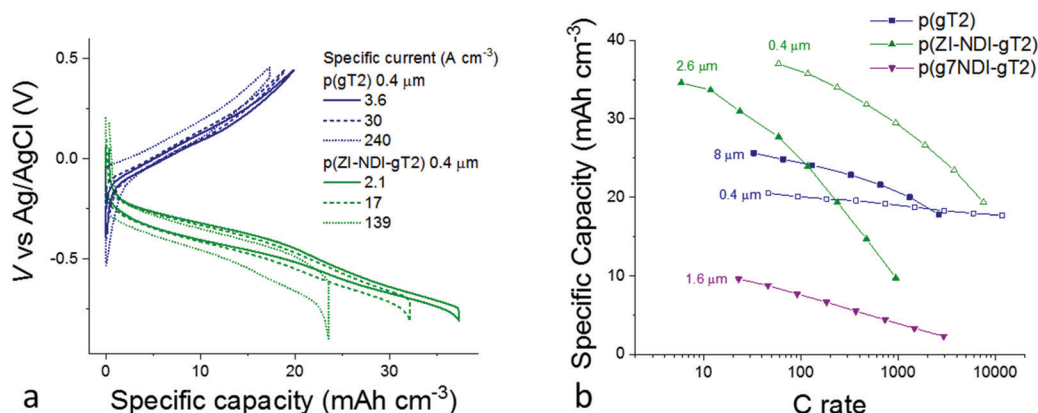 Specific current (A cm⁻³)
p(gT2) 0.4 µm
3.6
30
240
p(ZI-NDI-gT2) 0.4 µm
2.1
17
139
0.5
0.0
-0.5
V vs Ag/AgCl (V)
0
10
20
30
Specific capacity (mAh cm⁻³)
a
p(gT2)
p(ZI-NDI-gT2)
p(g7NDI-gT2)
40
30
20
10
0
Specific Capacity (mAh cm⁻³)
0.4 µm
2.6 µm
8 µm
0.4 µm
1.6 µm
10
100
1000
10000
C rate
b